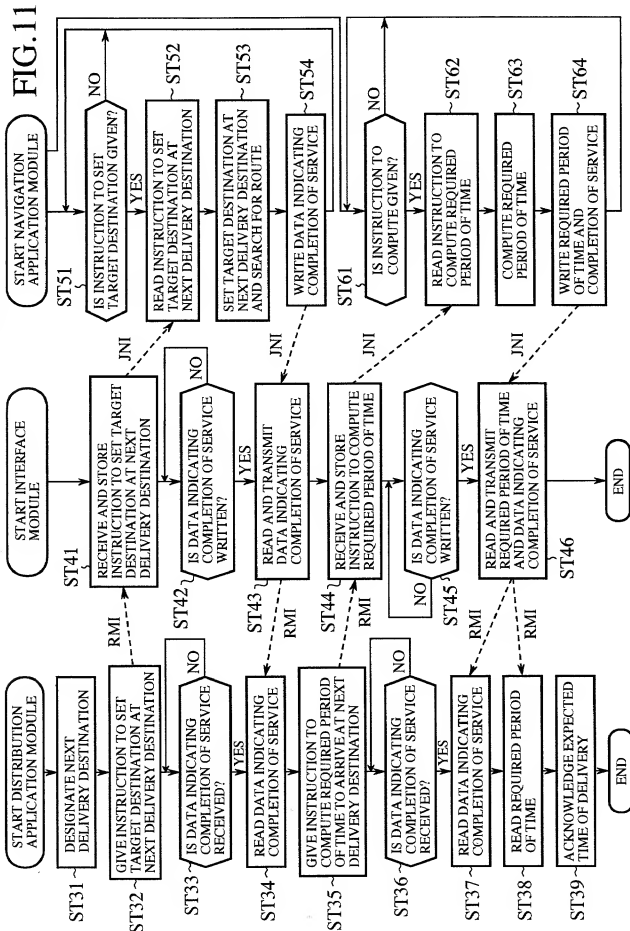 FIG.11
START DISTRIBUTION
APPLICATION MODULE
ST31
DESIGNATE NEXT
DELIVERY DESTINATION
ST32
GIVE INSTRUCTION TO SET
TARGET DESTINATION AT
NEXT DELIVERY DESTINATION
RMI
ST33
IS DATA INDICATING
COMPLETION OF SERVICE
RECEIVED?
NO
YES
ST34
READ DATA INDICATING
COMPLETION OF SERVICE
ST35
GIVE INSTRUCTION TO
COMPUTE REQUIRED PERIOD
OF TIME TO ARRIVE AT NEXT
DELIVERY DESTINATION
ST36
IS DATA INDICATING
COMPLETION OF SERVICE
RECEIVED?
NO
YES
ST37
READ DATA INDICATING
COMPLETION OF SERVICE
ST38
READ REQUIRED PERIOD
OF TIME
ST39
ACKNOWLEDGE EXPECTED
TIME OF DELIVERY
END
START INTERFACE
MODULE
ST41
RECEIVE AND STORE
INSTRUCTION TO SET TARGET
DESTINATION AT NEXT
DELIVERY DESTINATION
JNI
ST42
IS DATA INDICATING
COMPLETION OF SERVICE
WRITTEN?
NO
YES
ST43
READ AND TRANSMIT
DATA INDICATING
COMPLETION OF SERVICE
RMI
JNI
ST44
RECEIVE AND STORE
INSTRUCTION TO COMPUTE
REQUIRED PERIOD OF TIME
RMI
JNI
ST45
IS DATA INDICATING
COMPLETION OF SERVICE
WRITTEN?
NO
YES
ST46
READ AND TRANSMIT
REQUIRED PERIOD OF TIME
AND DATA INDICATING
COMPLETION OF SERVICE
RMI
RMI
JNI
END
START NAVIGATION
APPLICATION MODULE
ST51
IS INSTRUCTION TO SET
TARGET DESTINATION GIVEN?
NO
YES
ST52
READ INSTRUCTION TO SET
TARGET DESTINATION AT
NEXT DELIVERY DESTINATION
ST53
SET TARGET DESTINATION AT
NEXT DELIVERY DESTINATION
AND SEARCH FOR ROUTE
ST54
WRITE DATA INDICATING
COMPLETION OF SERVICE
ST61
IS INSTRUCTION TO
COMPUTE GIVEN?
NO
YES
ST62
READ INSTRUCTION TO
COMPUTE REQUIRED
PERIOD OF TIME
ST63
COMPUTE REQUIRED
PERIOD OF TIME
ST64
WRITE REQUIRED PERIOD
OF TIME AND
COMPLETION OF SERVICE